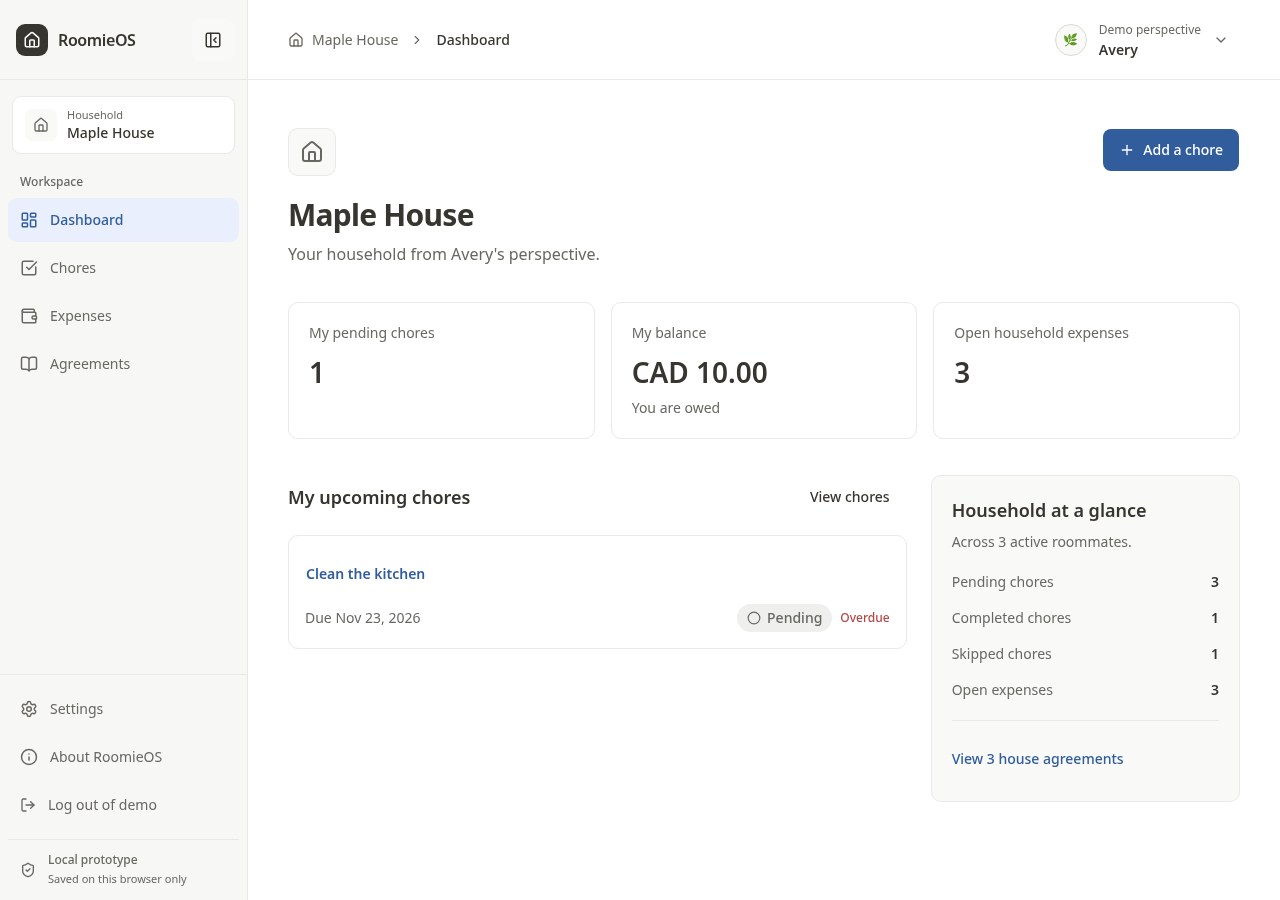 RoomieOS
Household
Maple House
Workspace
Dashboard
Chores
Expenses
Agreements
Settings
About RoomieOS
Log out of demo
Local prototype
Saved on this browser only
Maple House
Dashboard
Demo perspective
Avery
Add a chore
Maple House
Your household from Avery's perspective.
My pending chores
1
My balance
CAD 10.00
You are owed
Open household expenses
3
My upcoming chores
View chores
Clean the kitchen
Due Nov 23, 2026
Pending
Overdue
Household at a glance
Across 3 active roommates.
Pending chores 3
Completed chores 1
Skipped chores 1
Open expenses 3
View 3 house agreements